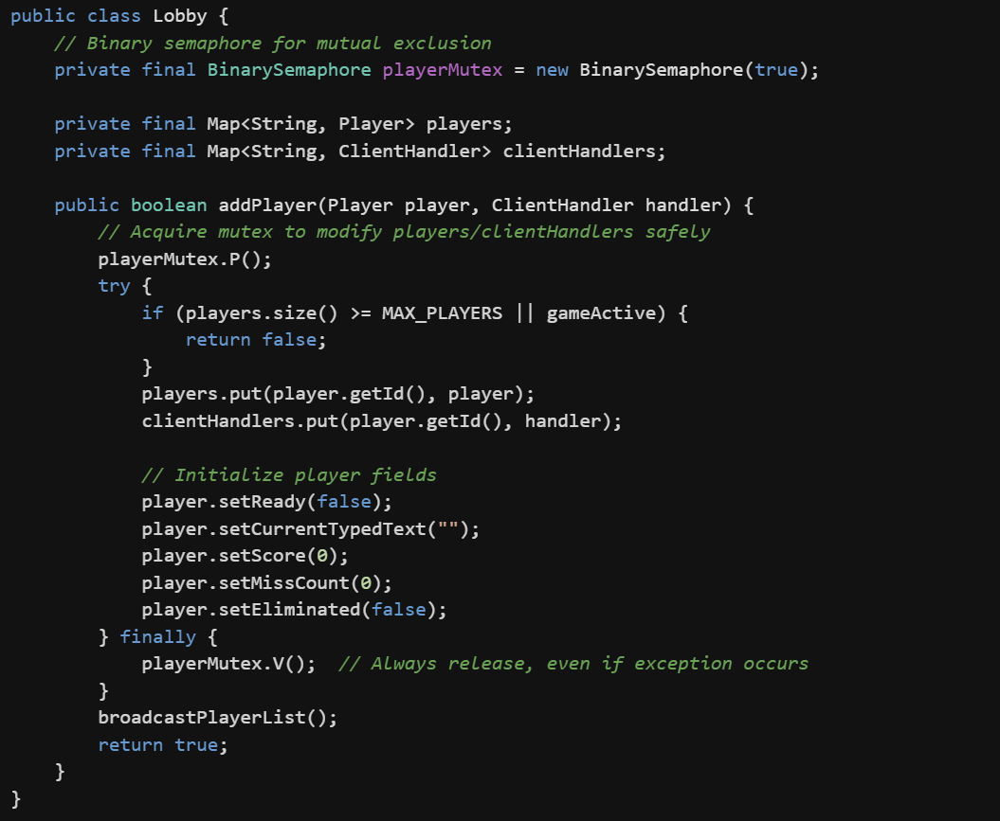 public class Lobby {
    // Binary semaphore for mutual exclusion
    private final BinarySemaphore playerMutex = new BinarySemaphore(true);

    private final Map<String, Player> players;
    private final Map<String, ClientHandler> clientHandlers;

    public boolean addPlayer(Player player, ClientHandler handler) {
        // Acquire mutex to modify players/clientHandlers safely
        playerMutex.P();
        try {
            if (players.size() >= MAX_PLAYERS || gameActive) {
                return false;
            }
            players.put(player.getId(), player);
            clientHandlers.put(player.getId(), handler);

            // Initialize player fields
            player.setReady(false);
            player.setCurrentTypedText("");
            player.setScore(0);
            player.setMissCount(0);
            player.setEliminated(false);
        } finally {
            playerMutex.V();  // Always release, even if exception occurs
        }
        broadcastPlayerList();
        return true;
    }
}